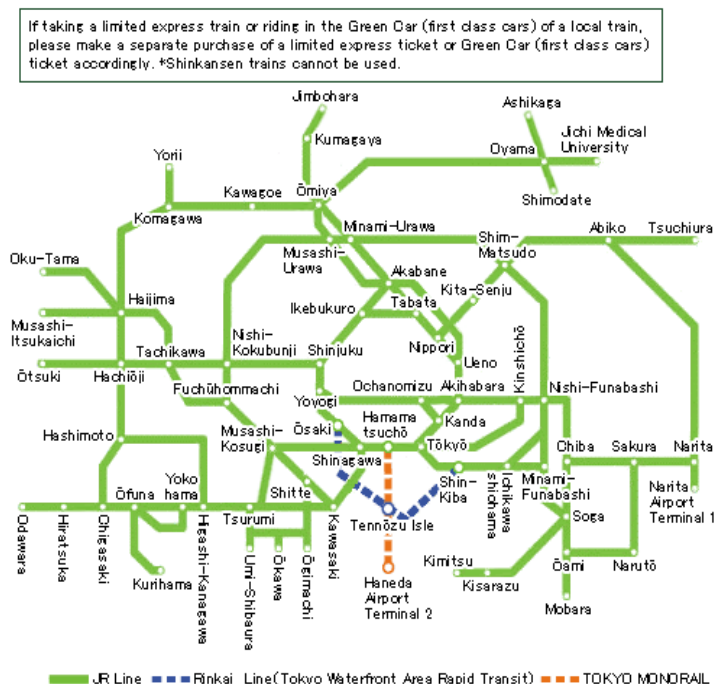 If taking a limited express train or riding in the Green Car (first class cars) of a local train,
please make a separate purchase of a limited express ticket or Green Car (first class cars)
ticket accordingly. *Shinkansen trains cannot be used.
Jimbohara
Ashikaga
Kumagaya
Jichi Medical
University
Oyama
Yorii
Shimodate
Kawagoe
Ōmiya
Komagawa
Minami-Urawa
Shim-
Matsudo
Abiko
Tsuchiura
Musashi-
Urawa
Oku-Tama
Akabane
Kita-Senju
Haijima
Ikebukuro
Tabata
Musashi-
Itsukaichi
Nishi-
Kokubunji
Nippori
Tachikawa
Shinjuku
Ueno
Kinshichō
Ōtsuki
Hachiōji
Fuchūhommachi
Ochanomizu
Akihabara
Nishi-Funabashi
Yoyogi
Ōsaki
Hamama
tsuchō
Kanda
Hashimoto
Musashi-
Kosugi
Tōkyō
Chiba
Sakura
Narita
Shinagawa
Shin-
Kiba
Ichikawa
shiohama
Minami-
Funabashi
Narita
Airport
Terminal 1
Ōfuna
Yoko
hama
Shitte
Soga
Odawara
Hiratsuka
Chigasaki
Higashi-Kanagawa
Tsurumi
Kawasaki
Tennōzu Isle
Kurihama
Umi-Shibaura
Ōkawa
Ōgimachi
Haneda
Airport
Terminal 2
Kimitsu
Kisarazu
Ōami
Narutō
Mobara
JR Line
Rinkai Line(Tokyo Waterfront Area Rapid Transit)
TOKYO MONORAIL